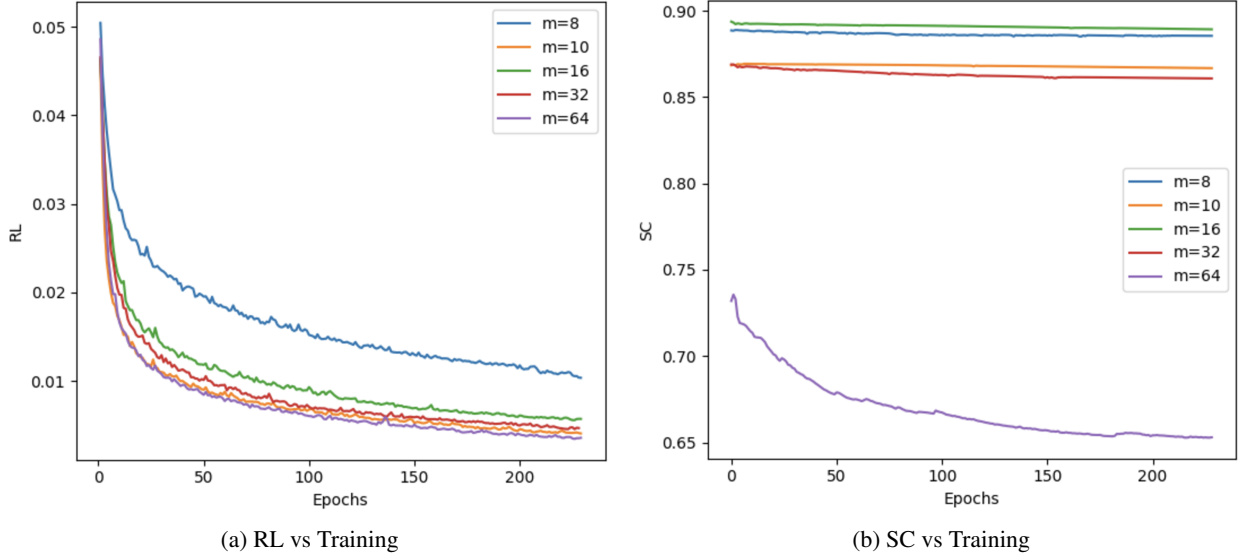 0.05
0.04
0.03
0.02
0.01
RL
m=8
m=10
m=16
m=32
m=64
0 50 100 150 200
Epochs
(a) RL vs Training
0.90
0.85
0.80
0.75
0.70
0.65
SC
m=8
m=10
m=16
m=32
m=64
0 50 100 150 200
Epochs
(b) SC vs Training